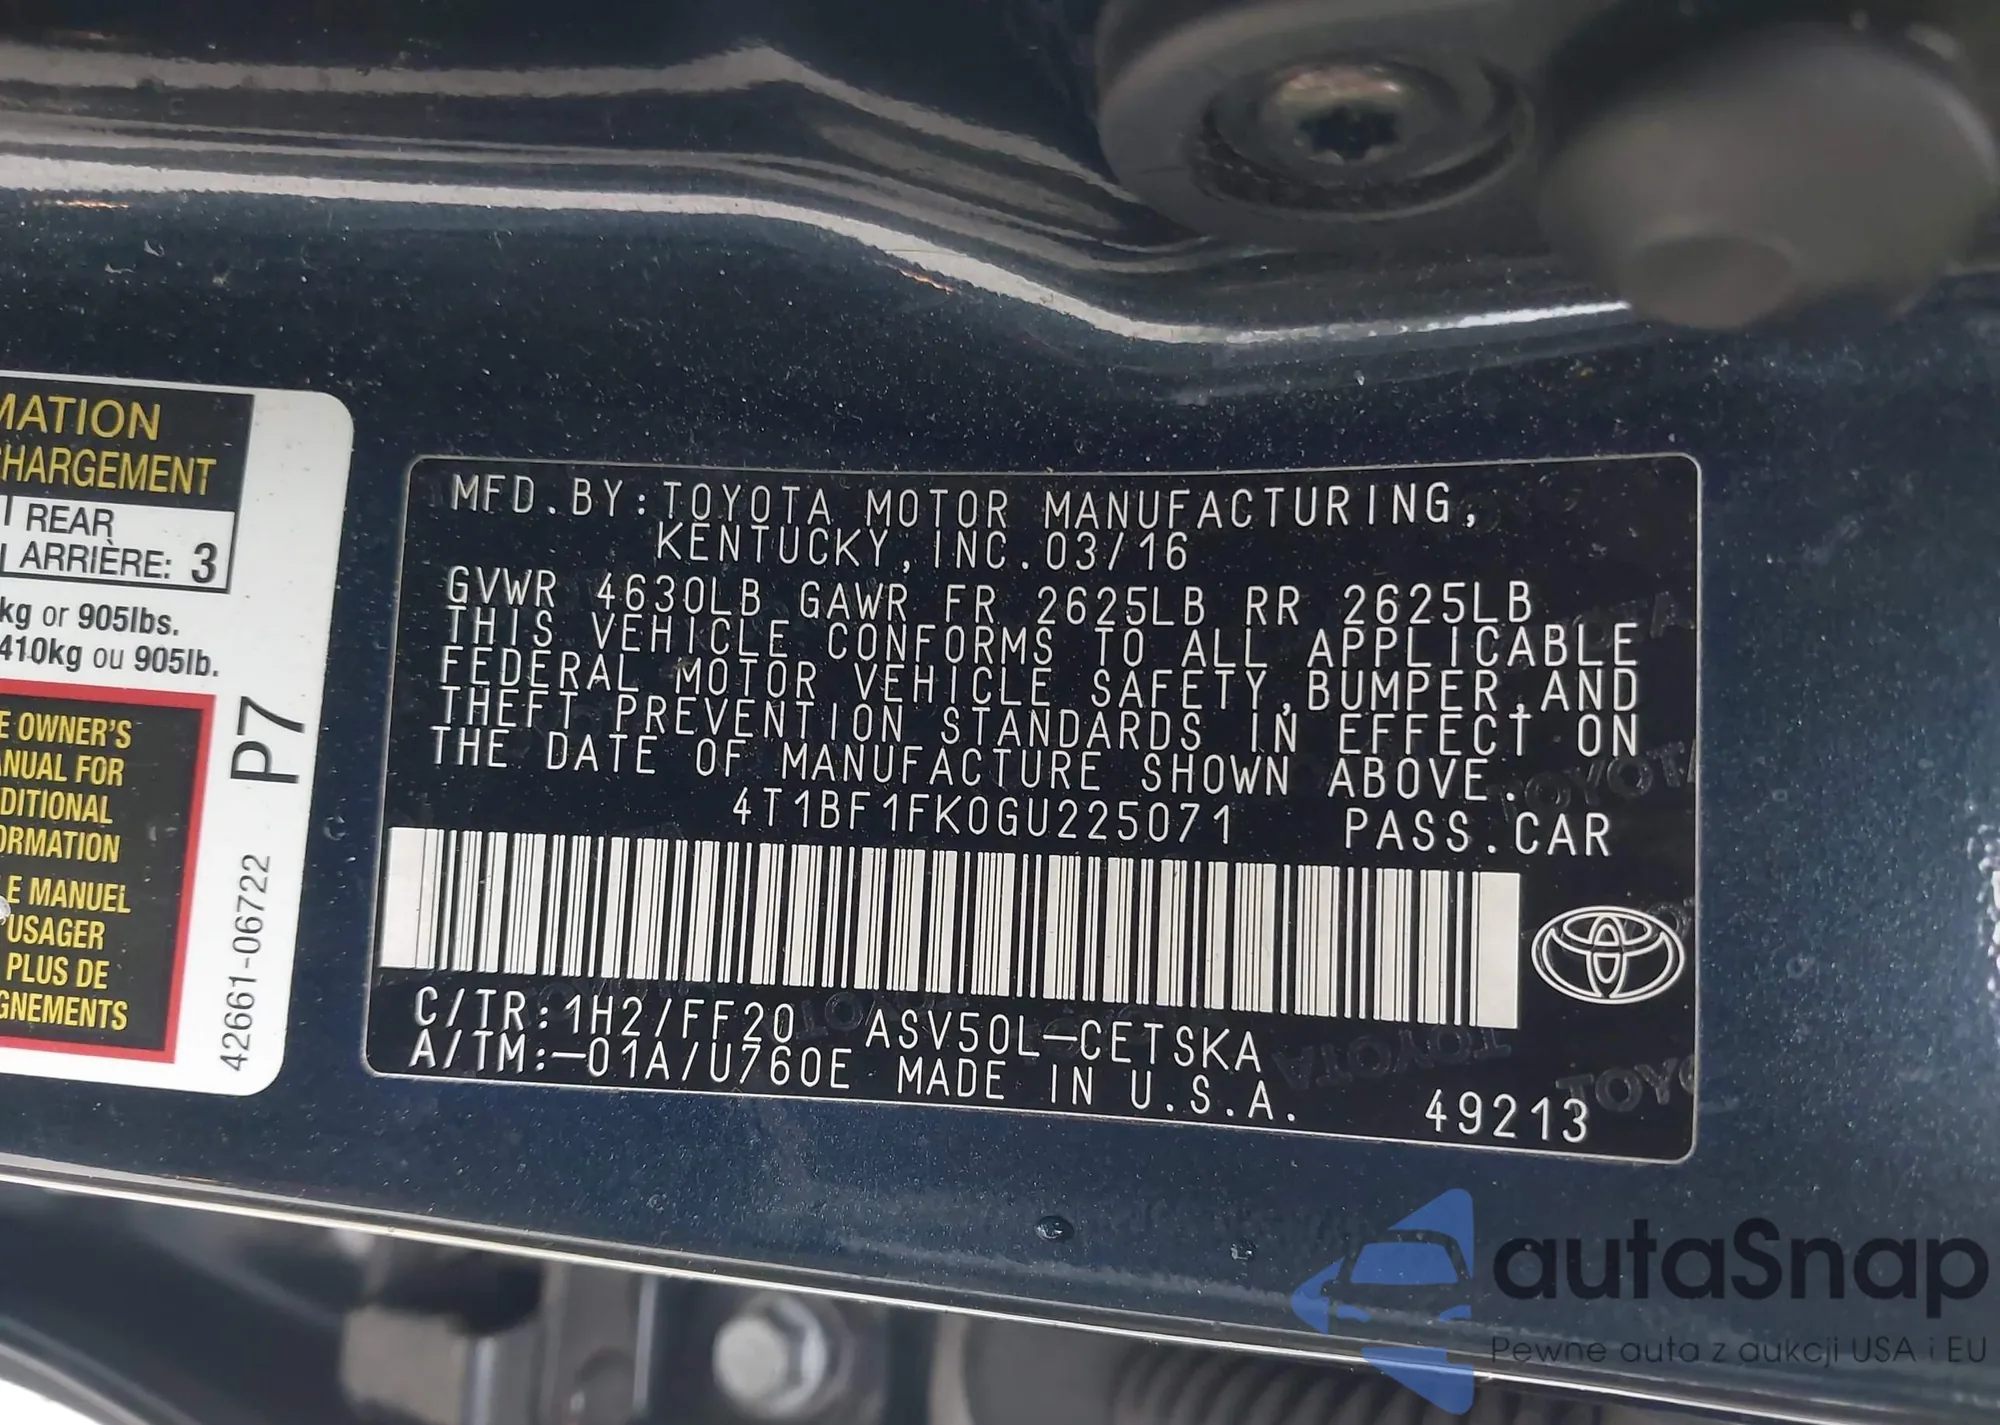 MATION
CHARGEMENT
REAR
ARRIÈRE: 3
kg or 905lbs.
410kg ou 905lb.
E OWNER'S
ANUAL FOR
DITIONAL
ORMATION
LE MANUEL
'USAGER
PLUS DE
GNEMENTS
P7
42661-06722
MFD.BY:TOYOTA MOTOR MANUFACTURING,
KENTUCKY,INC.03/16
GVWR 4630LB GAWR FR 2625LB RR 2625LB
THIS VEHICLE CONFORMS TO ALL APPLICABLE
FEDERAL MOTOR VEHICLE SAFETY,BUMPER,AND
THEFT PREVENTION STANDARDS IN EFFECT ON
THE DATE OF MANUFACTURE SHOWN ABOVE.
4T1BF1FK0GU225071 PASS.CAR
C/TR:1H2/FF20 ASV50L-CETSKA
A/TM:-01A/U760E MADE IN U.S.A.
49213
autaSnap
Pewne auta z aukcji USA i EU